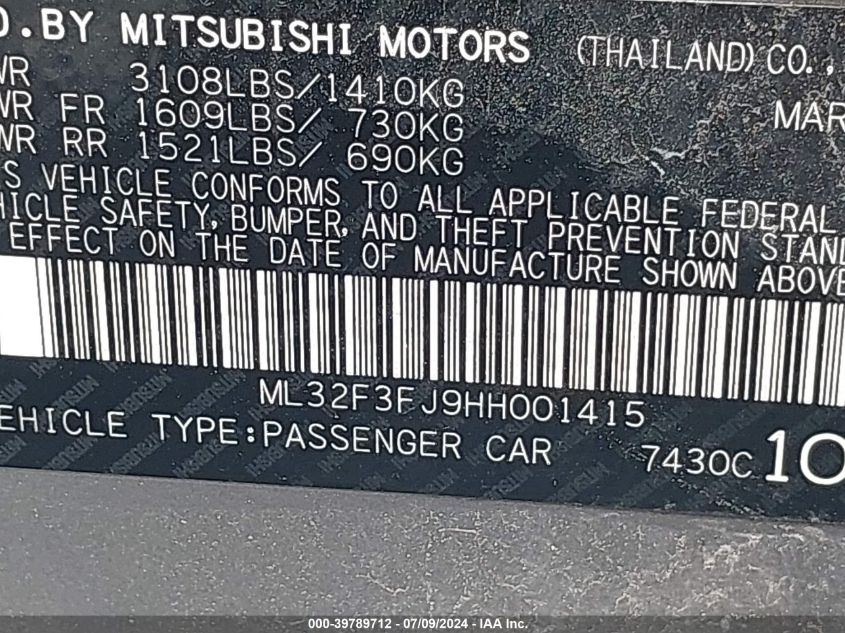 D.BY MITSUBISHI MOTORS (THAILAND) CO.,
WR 3108LBS/1410KG
WR FR 1609LBS/ 730KG MAR
WR RR 1521LBS/ 690KG
S VEHICLE CONFORMS TO ALL APPLICABLE FEDERAL
HICLE SAFETY, BUMPER, AND THEFT PREVENTION STAND
EFFECT ON THE DATE OF MANUFACTURE SHOWN ABOVE
ML32F3FJ9HH001415
EHICLE TYPE:PASSENGER CAR 7430C 10
000-39789712 - 07/09/2024 - IAA Inc.